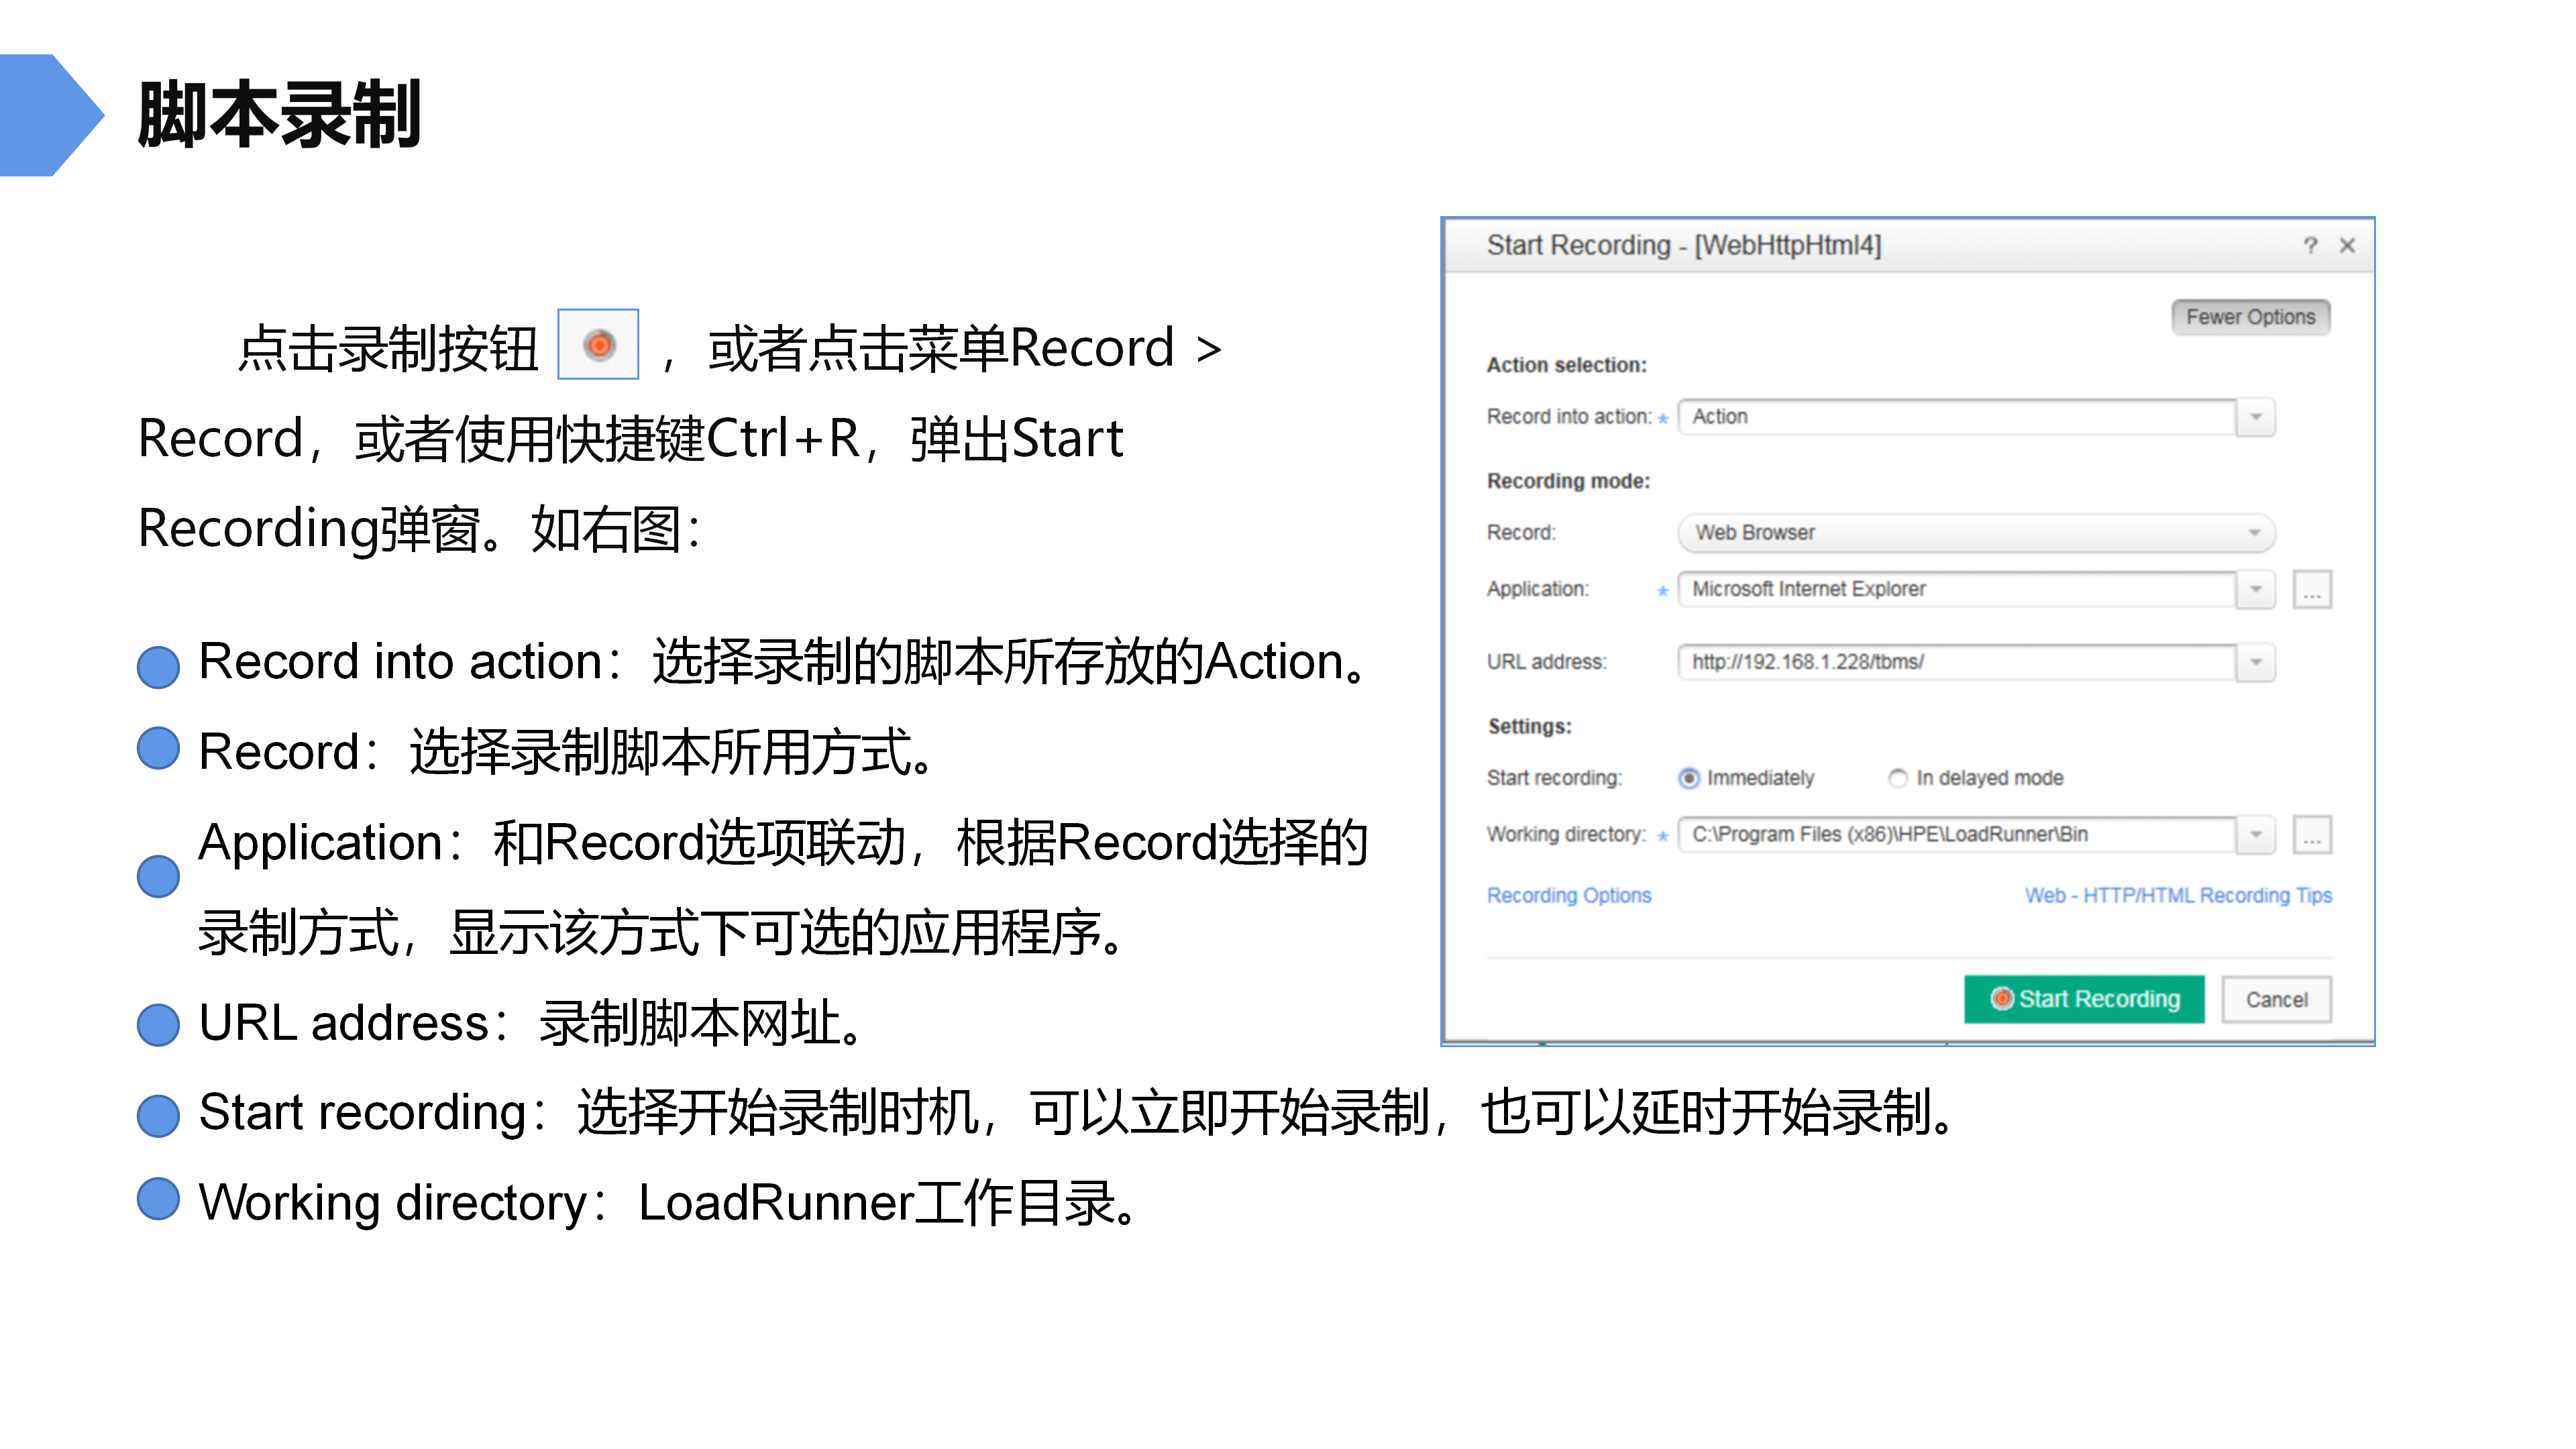 脚本录制
点击录制按钮 ，或者点击菜单Record >
Record，或者使用快捷键Ctrl+R，弹出Start
Recording弹窗。如右图：
Record into action：选择录制的脚本所存放的Action。
Record：选择录制脚本所用方式。
Application：和Record选项联动，根据Record选择的
录制方式，显示该方式下可选的应用程序。
URL address：录制脚本网址。
Start recording：选择开始录制时机，可以立即开始录制，也可以延时开始录制。
Working directory：LoadRunner工作目录。
Start Recording - [WebHttpHtml4] ? ×
Fewer Options
Action selection:
Record into action: * Action
Recording mode:
Record: Web Browser
Application: * Microsoft Internet Explorer ...
URL address: http://192.168.1.228/tbms/
Settings:
Start recording: Immediately In delayed mode
Working directory: * C:\Program Files (x86)\HPE\LoadRunner\Bin ...
Recording Options Web - HTTP/HTML Recording Tips
Start Recording Cancel